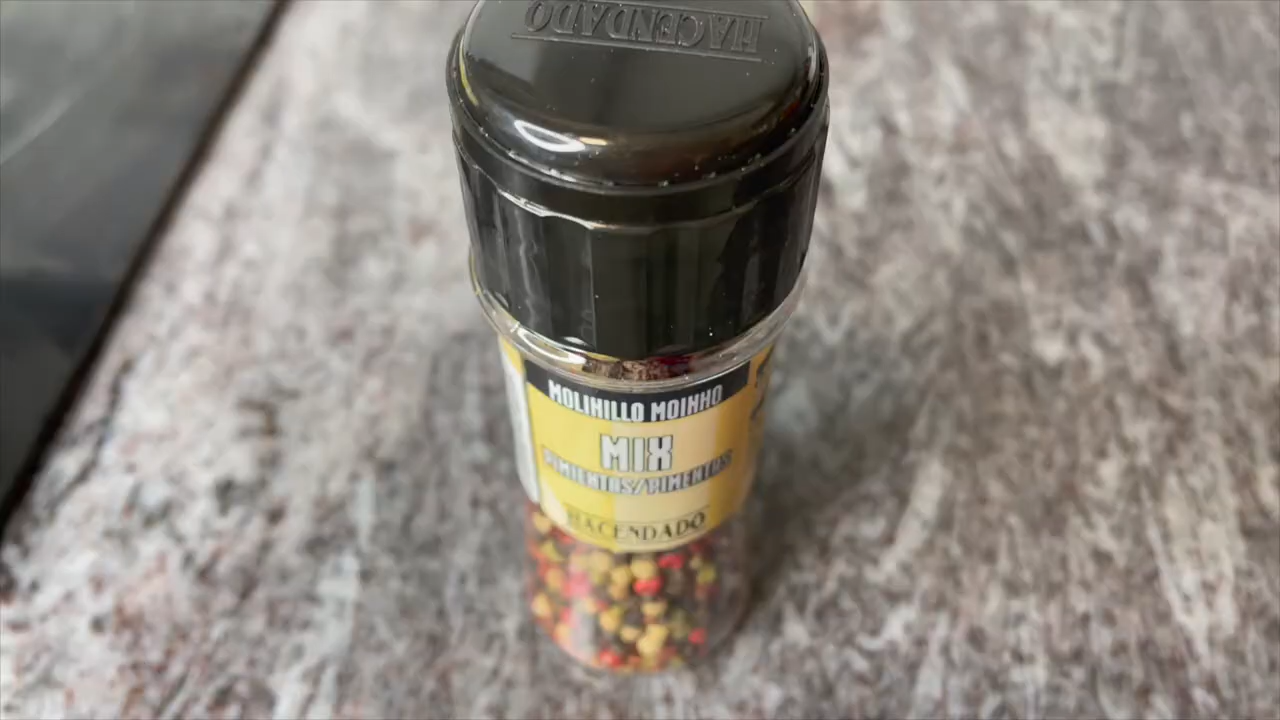 HACENDADO
MOLINILLO MOINHO
MIX
PIMIENTAS/PIMENTAS
HACENDADO